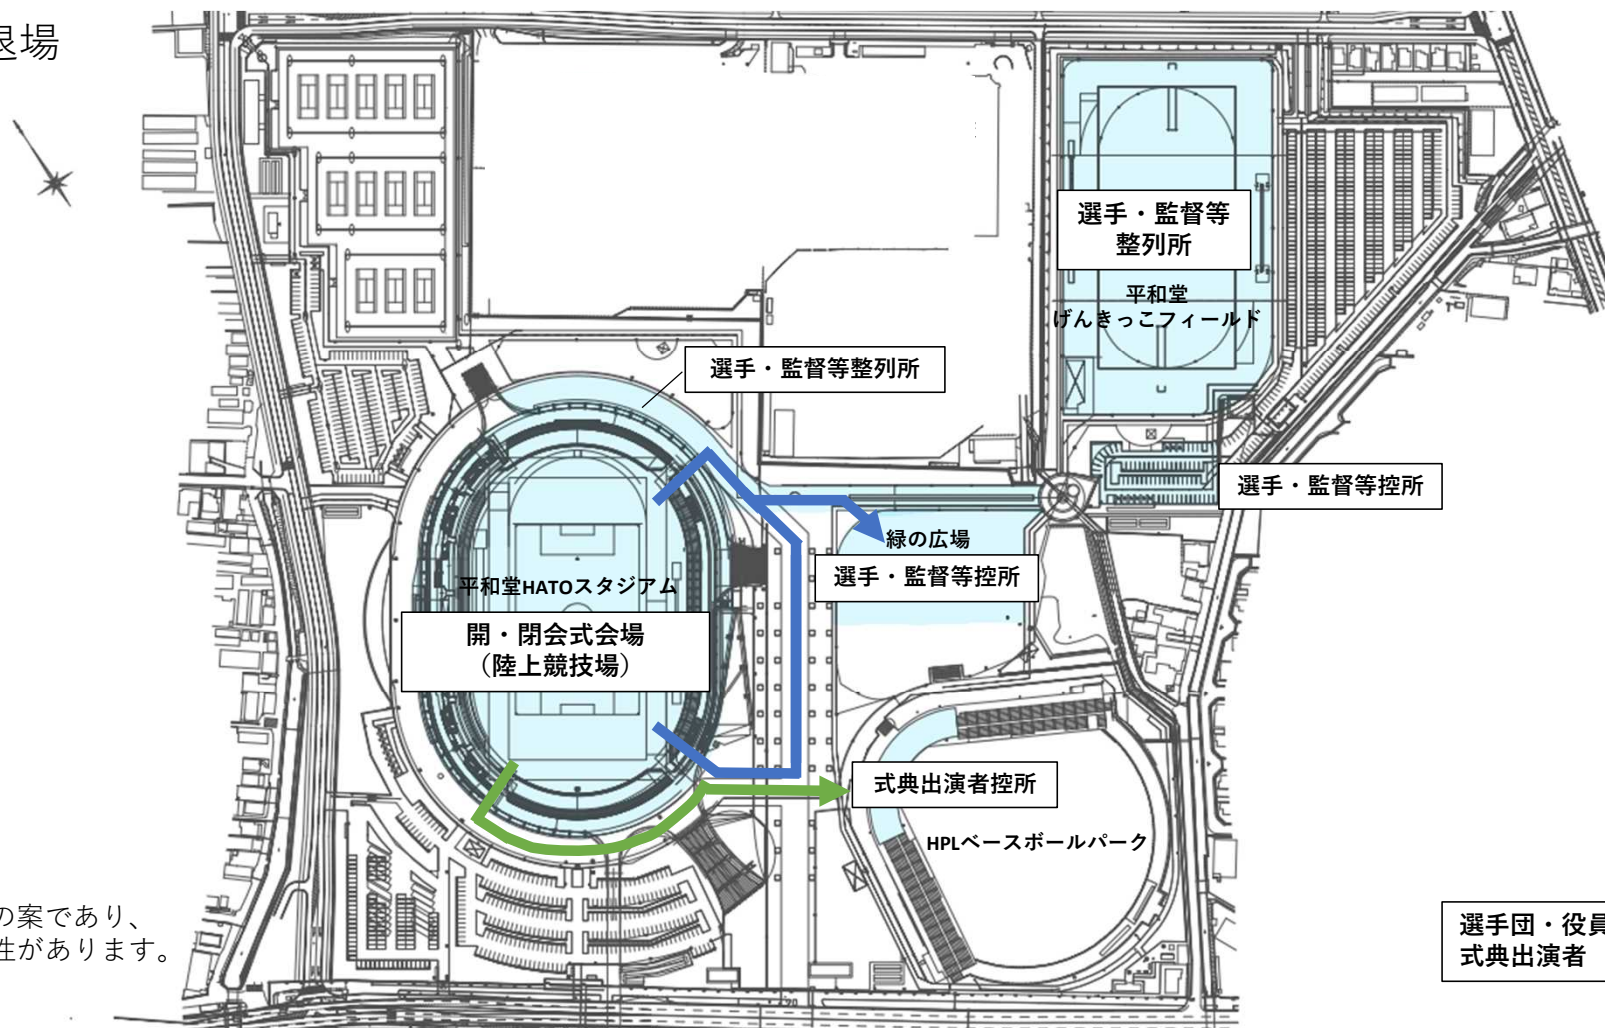 退場
選手・監督等
整列所
平和堂
げんきっこフィールド
選手・監督等整列所
選手・監督等控所
緑の広場
選手・監督等控所
平和堂HATOスタジアム
開・閉会式会場
（陸上競技場）
式典出演者控所
HPLベースボールパーク
の案であり、
性があります。
選手団・役員
式典出演者